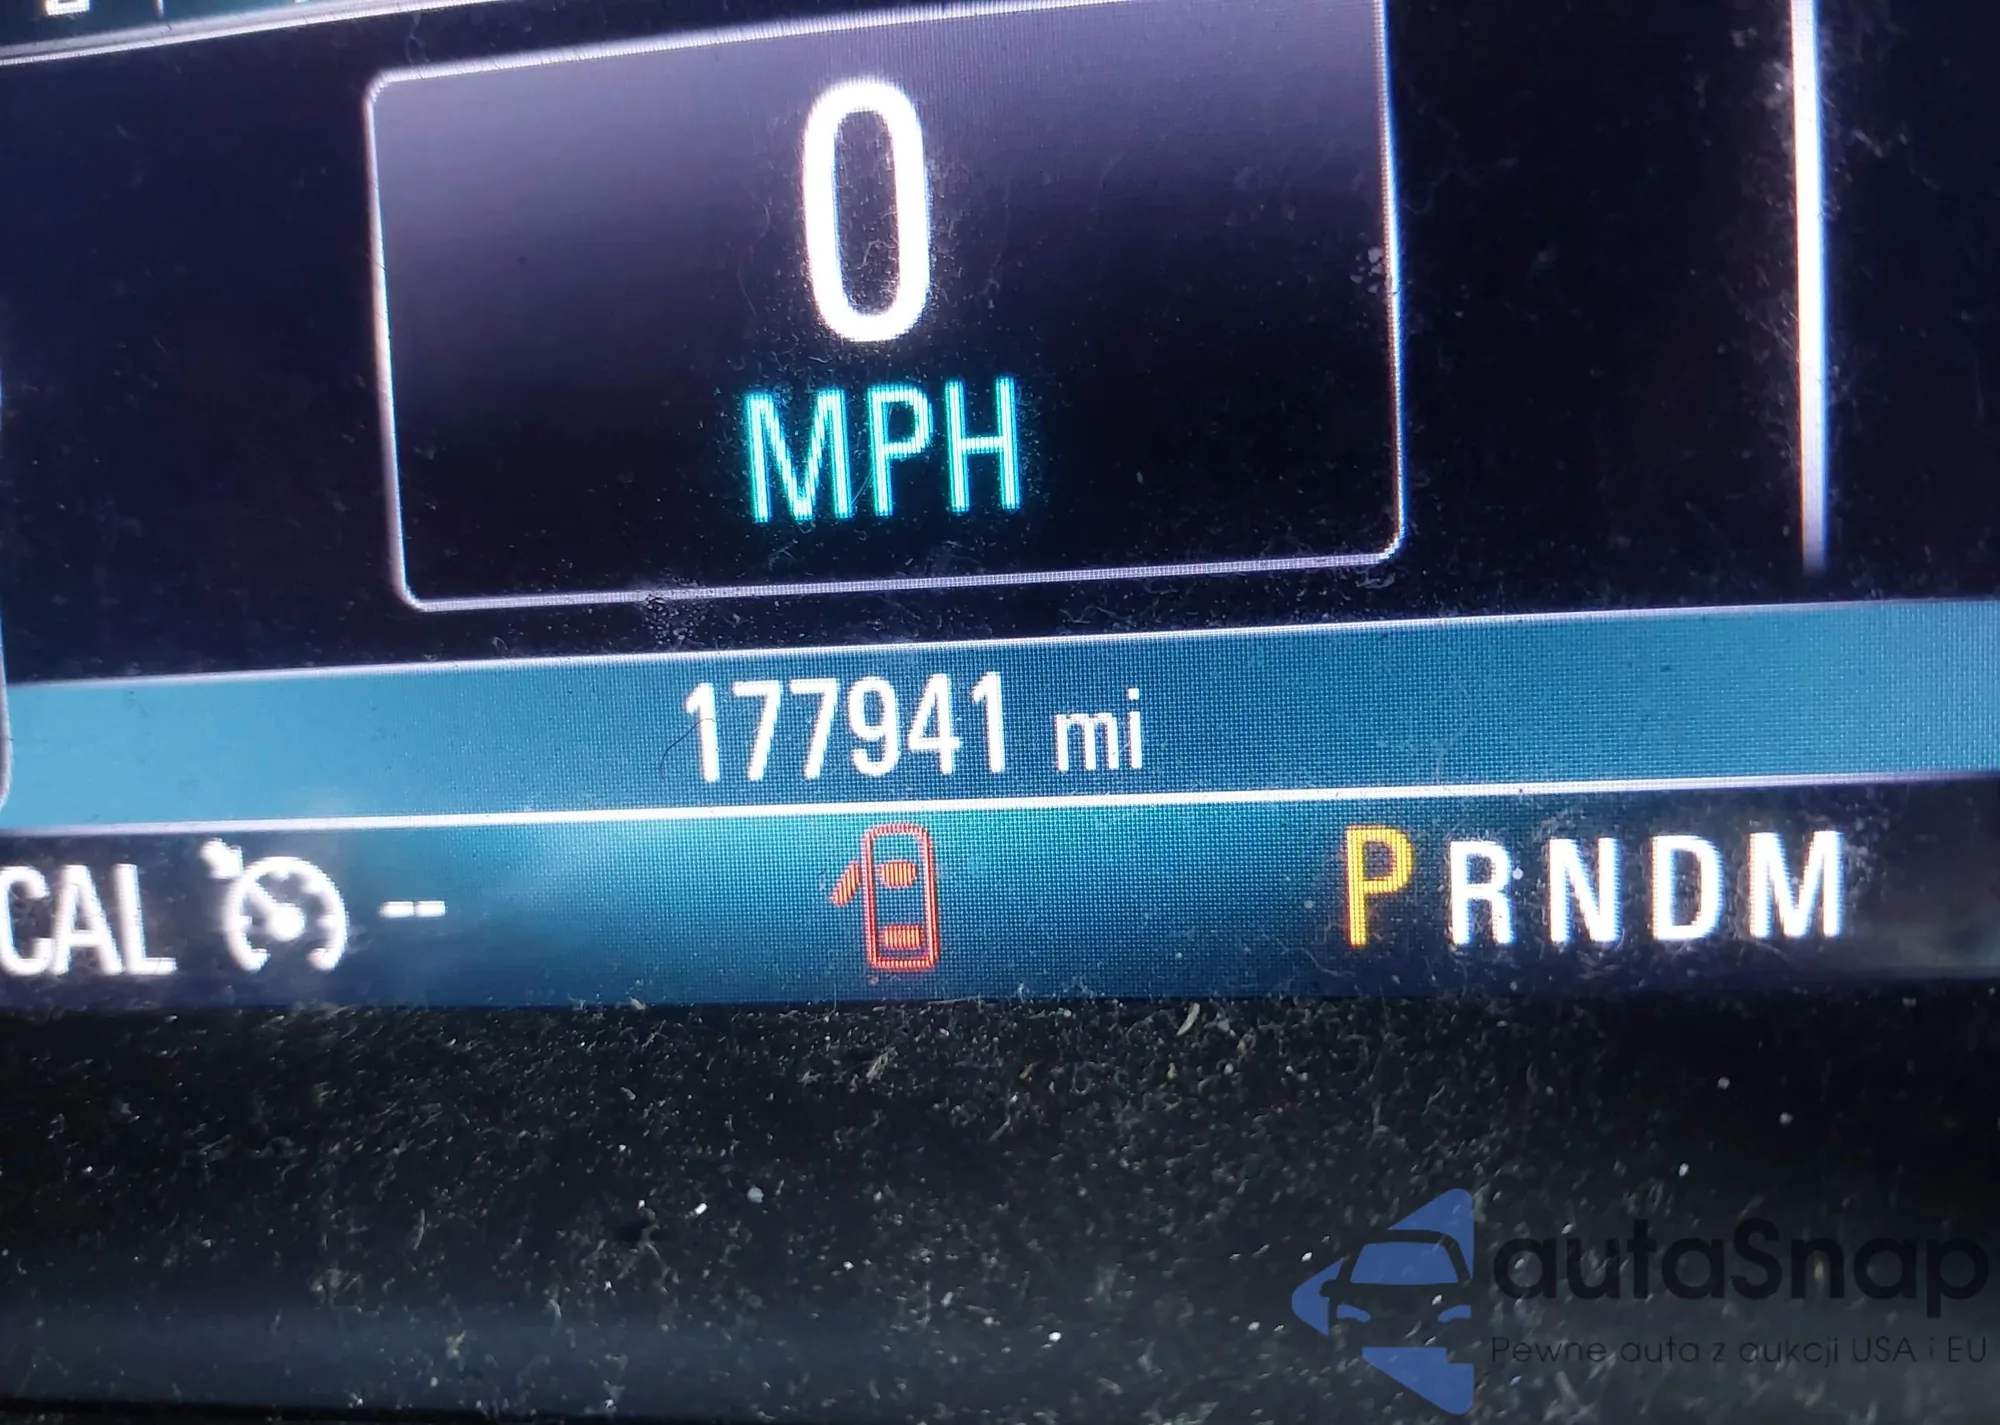 0
MPH
177941 mi
CAL -- P R N D M
autaSnap
Pewne auta z aukcji USA i EU